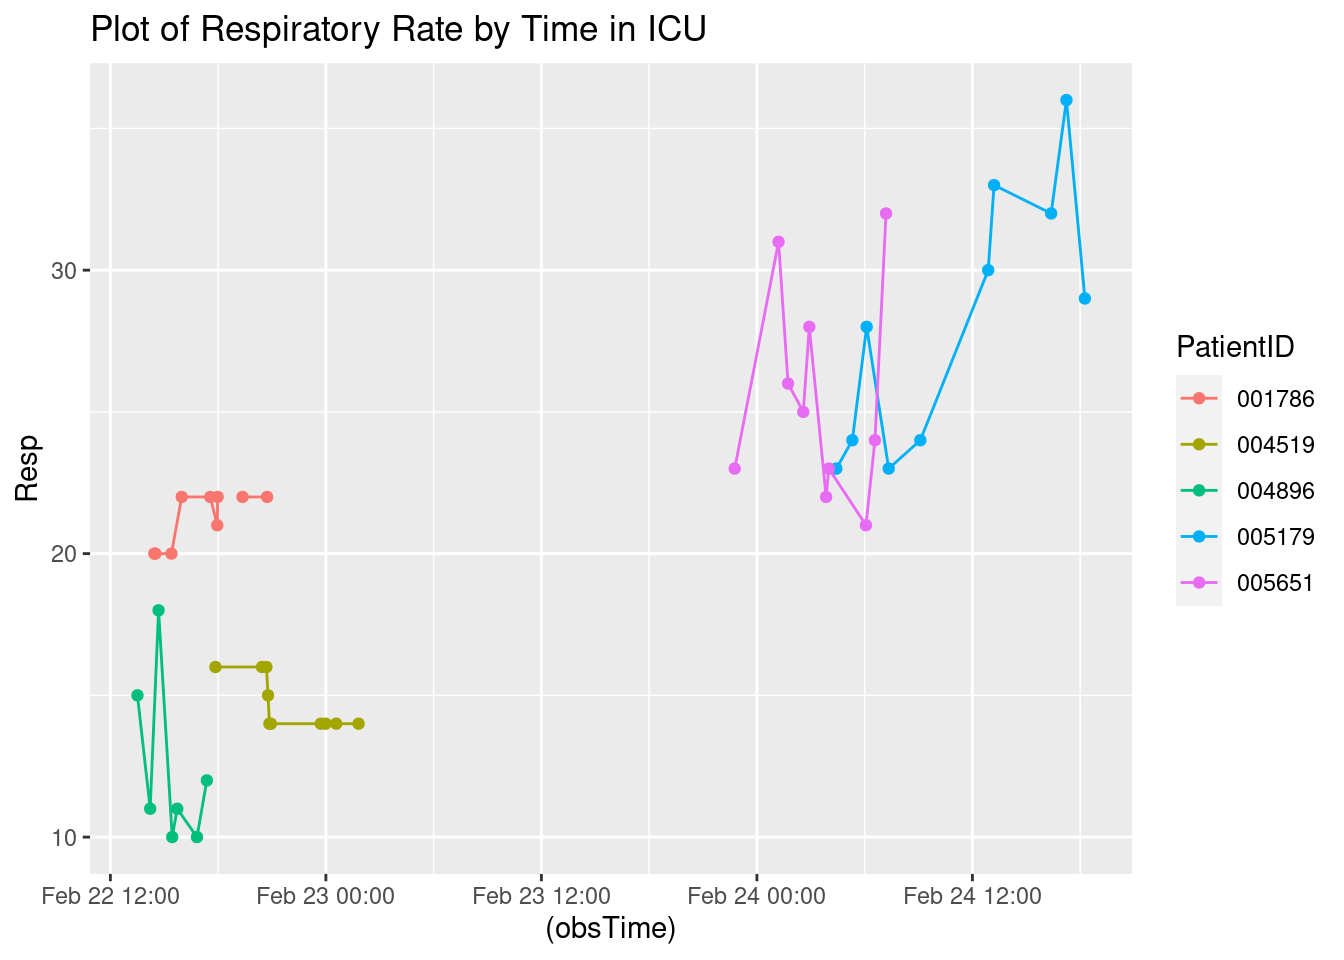 Plot of Respiratory Rate by Time in ICU
Resp
30
20
10
Feb 22 12:00
Feb 23 00:00
Feb 23 12:00
Feb 24 00:00
Feb 24 12:00
(obsTime)
PatientID
001786
004519
004896
005179
005651